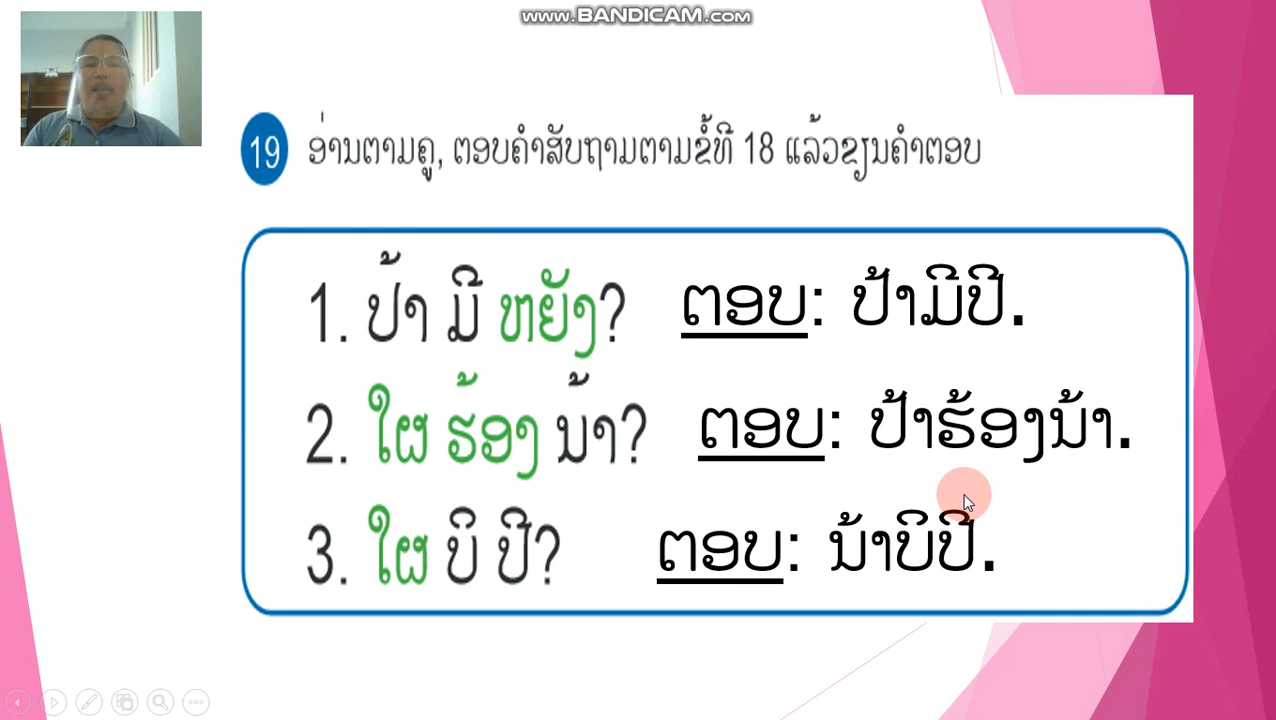 www.BANDICAM.com
19 ອ່ານຕາມຄູ, ຕອບຄຳສັບຖາມຕາມຂໍ້ທີ 18 ແລ້ວຂຽນຄຳຕອບ
1. ປ້າ ມີ ຫຍັງ? ຕອບ: ປ້າມີປີ.
2. ໃຜ ຮ້ອງ ນ້າ? ຕອບ: ປ້າຮ້ອງນ້າ.
3. ໃຜ ບິ ປີ? ຕອບ: ນ້າບິປີ.